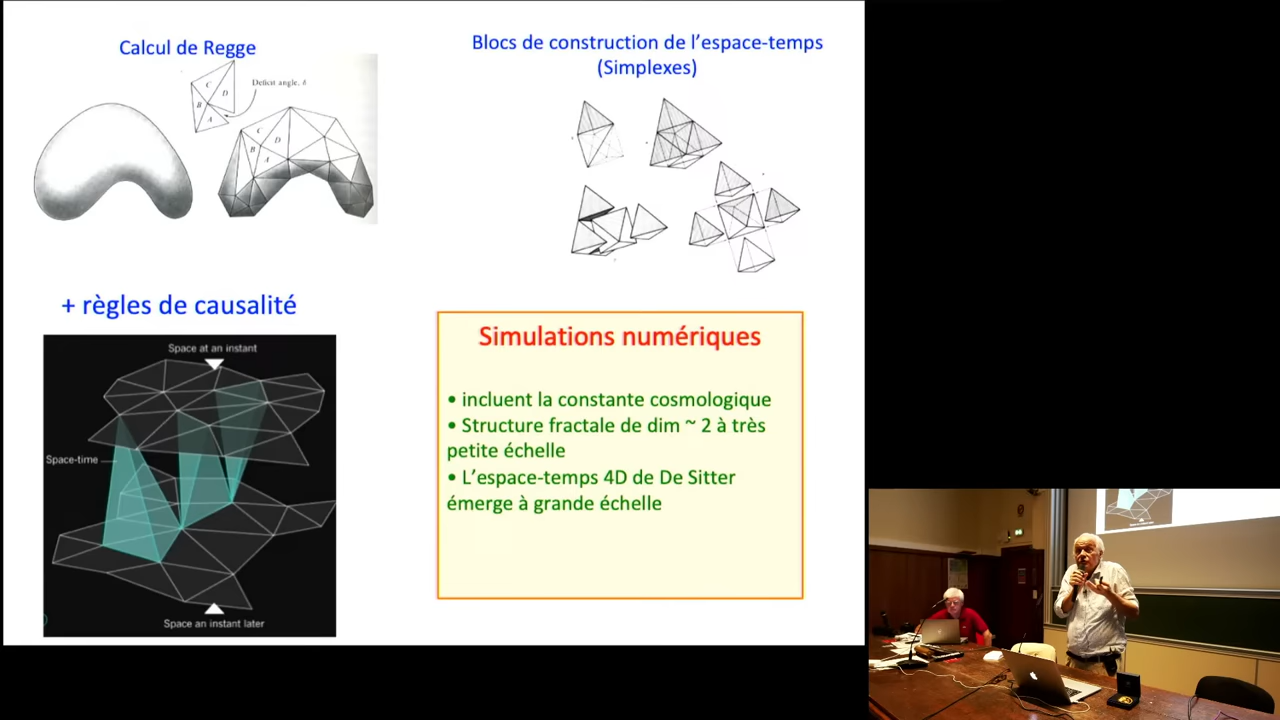 Calcul de Regge
C
D
B
A
Deficit angle, δ
C
D
B
A
Blocs de construction de l'espace-temps
(Simplexes)
+ règles de causalité
Space at an instant
Space-time
Space an instant later
Simulations numériques
• incluent la constante cosmologique
• Structure fractale de dim ~ 2 à très
petite échelle
• L'espace-temps 4D de De Sitter
émerge à grande échelle